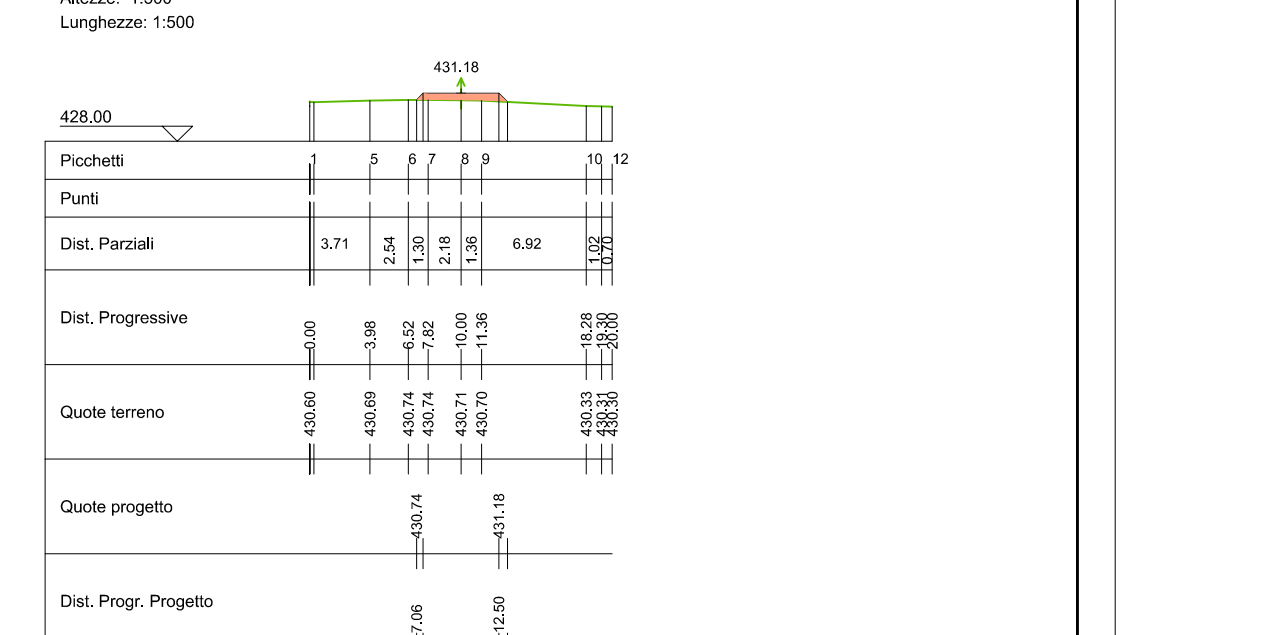 Lunghezze: 1:500
431.18
428.00
Picchetti 1 5 6 7 8 9 10 12
Punti
Dist. Parziali 3.71 2.54 1.30 2.18 1.36 6.92 1.02 0.70
Dist. Progressive 0.00 3.98 6.52 7.82 10.00 11.36 18.28 19.30 20.00
Quote terreno 430.60 430.69 430.74 430.74 430.71 430.70 430.33 430.31 430.30
Quote progetto 430.74 431.18
Dist. Progr. Progetto 7.06 12.50